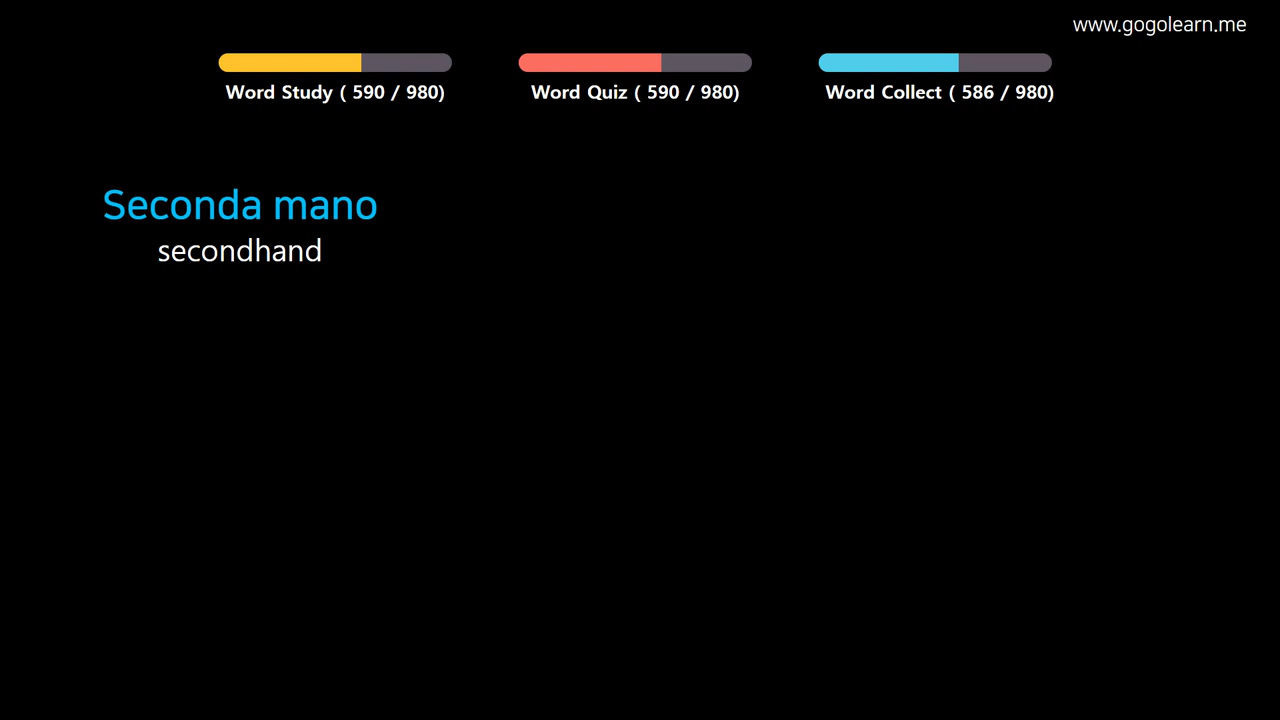 www.gogolearn.me
Word Study ( 590 / 980)
Word Quiz ( 590 / 980)
Word Collect ( 586 / 980)
Seconda mano
secondhand